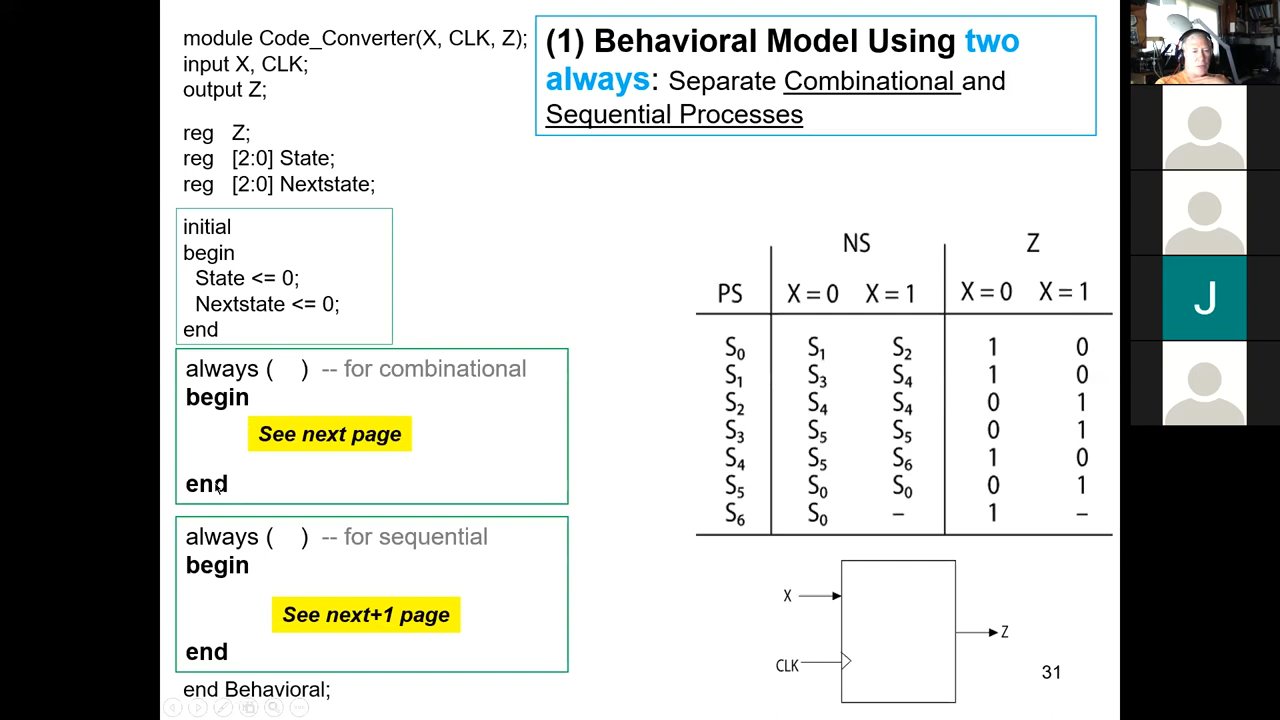 module Code_Converter(X, CLK, Z);
input X, CLK;
output Z;
reg Z;
reg [2:0] State;
reg [2:0] Nextstate;
initial
begin
State <= 0;
Nextstate <= 0;
end
always ( ) -- for combinational
begin
See next page
end
always ( ) -- for sequential
begin
See next+1 page
end
end Behavioral;
(1) Behavioral Model Using two
always: Separate Combinational and
Sequential Processes
NS Z
PS X = 0 X = 1 X = 0 X = 1
S0 S1 S2 1 0
S1 S3 S4 1 0
S2 S4 S4 0 1
S3 S5 S5 0 1
S4 S5 S6 1 0
S5 S0 S0 0 1
S6 S0 – 1 –
X
Z
CLK
31
J